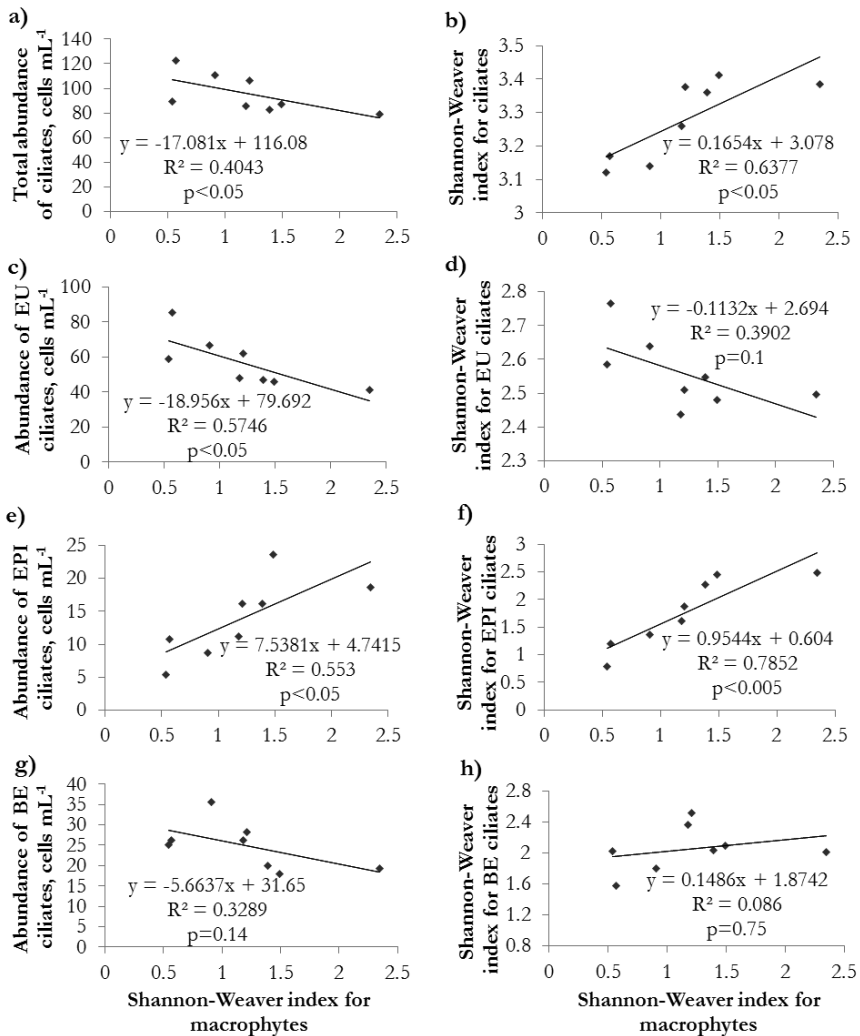 a)
Total abundance
of ciliates, cells mL-1
140
120
100
80
60
40
20
0
y = -17.081x + 116.08
R² = 0.4043
p<0.05
0 0.5 1 1.5 2 2.5
b)
Shannon-Weaver
index for ciliates
3.5
3.4
3.3
3.2
3.1
3
y = 0.1654x + 3.078
R² = 0.6377
p<0.05
0 0.5 1 1.5 2 2.5
c)
Abundance of EU
ciliates, cells mL-1
100
80
60
40
20
0
y = -18.956x + 79.692
R² = 0.5746
p<0.05
0 0.5 1 1.5 2 2.5
d)
Shannon-Weaver
index for EU ciliates
2.8
2.7
2.6
2.5
2.4
2.3
y = -0.1132x + 2.694
R² = 0.3902
p=0.1
0 0.5 1 1.5 2 2.5
e)
Abundance of EPI
ciliates, cells mL-1
25
20
15
10
5
0
y = 7.5381x + 4.7415
R² = 0.553
p<0.05
0 0.5 1 1.5 2 2.5
f)
Shannon-Weaver
index for EPI ciliates
3
2.5
2
1.5
1
0.5
0
y = 0.9544x + 0.604
R² = 0.7852
p<0.005
0 0.5 1 1.5 2 2.5
g)
Abundance of BE
ciliates, cells mL-1
40
35
30
25
20
15
10
5
0
y = -5.6637x + 31.65
R² = 0.3289
p=0.14
0 0.5 1 1.5 2 2.5
Shannon-Weaver index for
macrophytes
h)
Shannon-Weaver
index for BE ciliates
2.8
2.4
2
1.6
1.2
0.8
y = 0.1486x + 1.8742
R² = 0.086
p=0.75
0 0.5 1 1.5 2 2.5
Shannon-Weaver index for
macrophytes